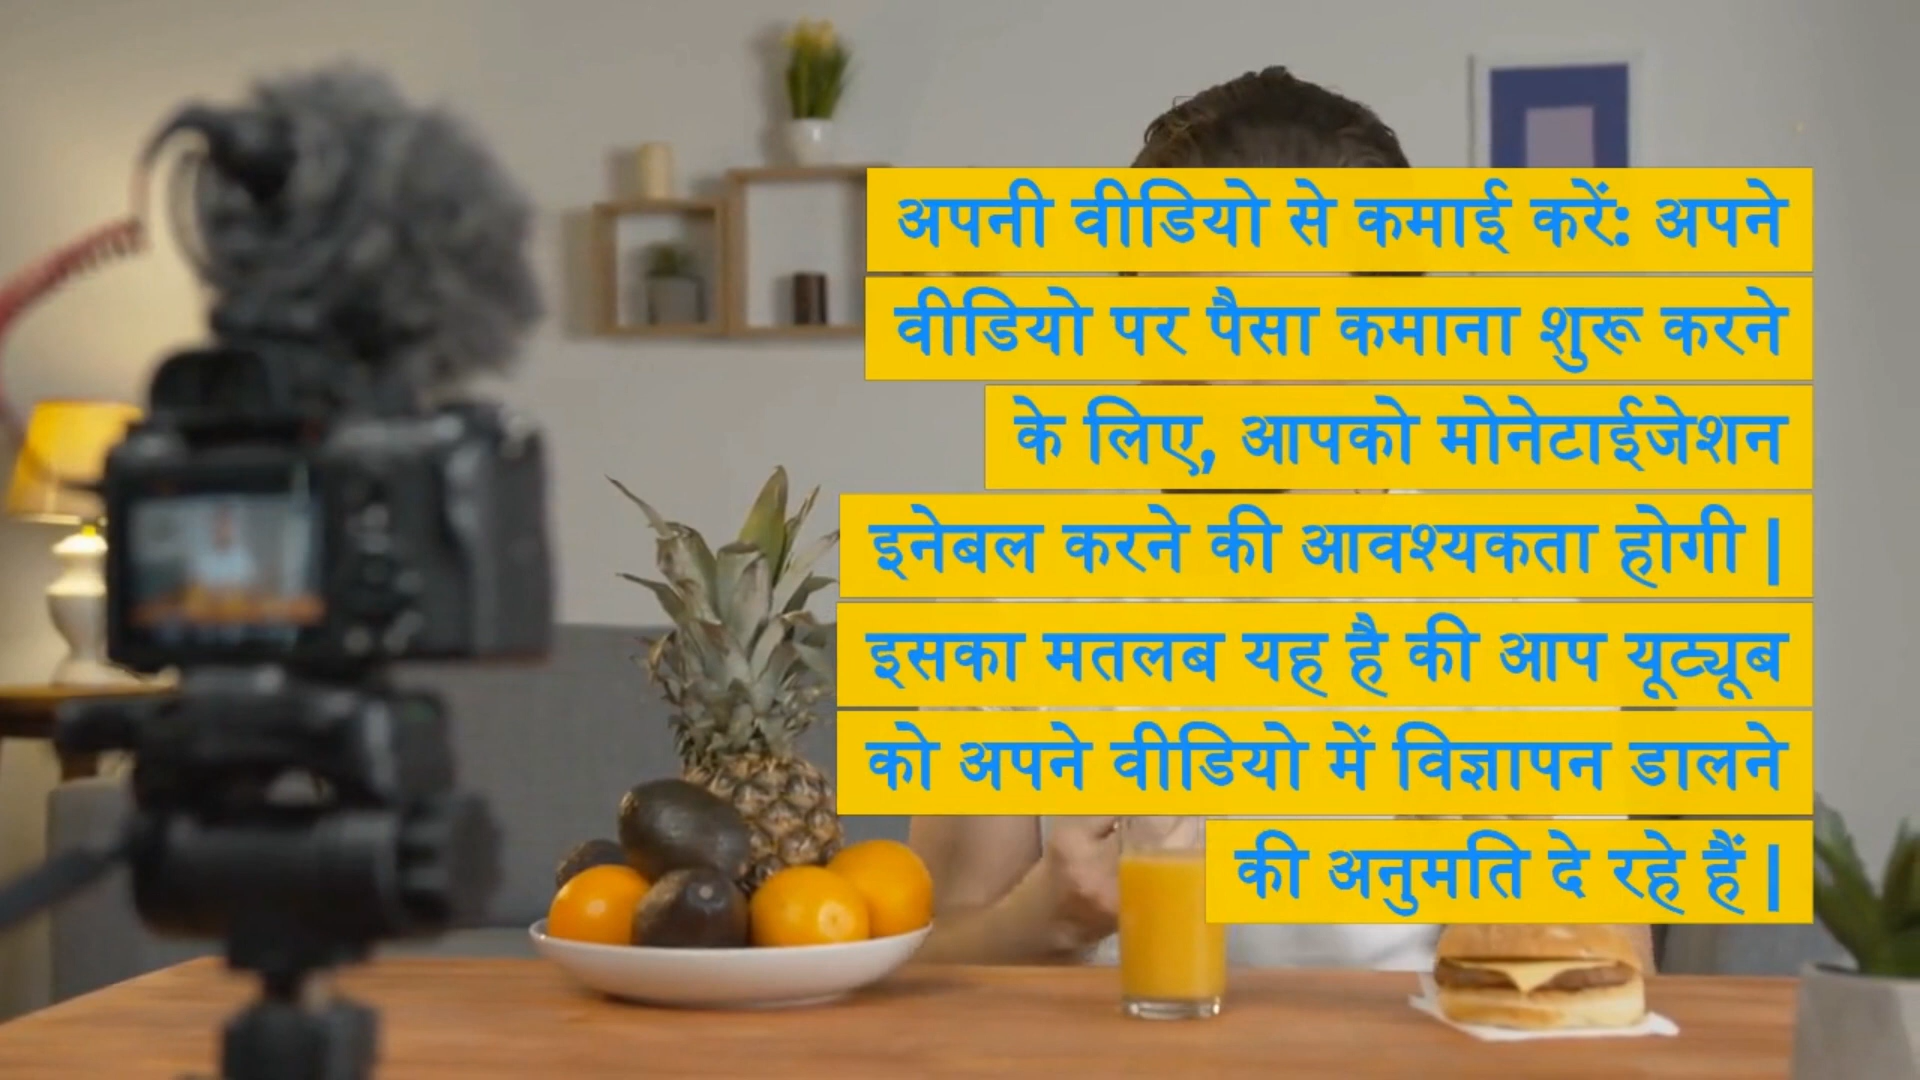 अपनी वीडियो से कमाई करें: अपने
वीडियो पर पैसा कमाना शुरू करने
के लिए, आपको मोनेटाईजेशन
इनेबल करने की आवश्यकता होगी |
इसका मतलब यह है की आप यूट्यूब
को अपने वीडियो में विज्ञापन डालने
की अनुमति दे रहे हैं |